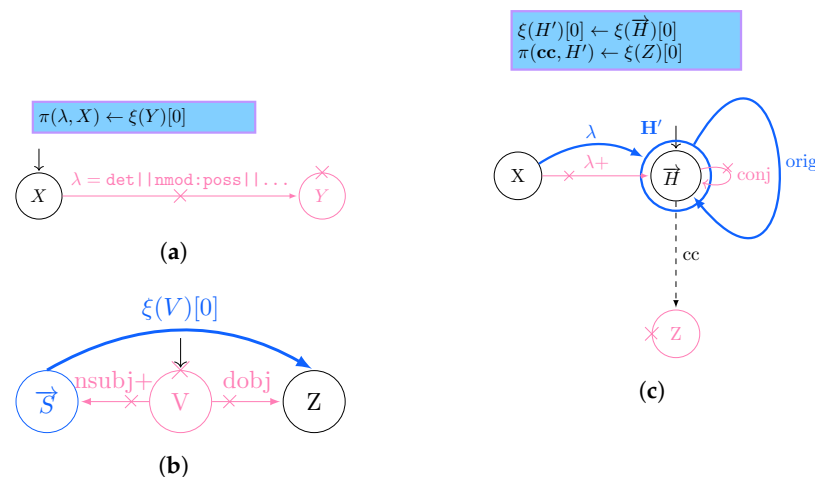 π(λ, X) ← ξ(Y)[0]
X
λ = det||nmod:poss||...
Y
(a)
ξ(V)[0]
S⃗
nsubj+
V
dobj
Z
(b)
ξ(H′)[0] ← ξ(H⃗)[0]
π(cc, H′) ← ξ(Z)[0]
λ
H′
X
λ+
H⃗
conj
orig
cc
Z
(c)